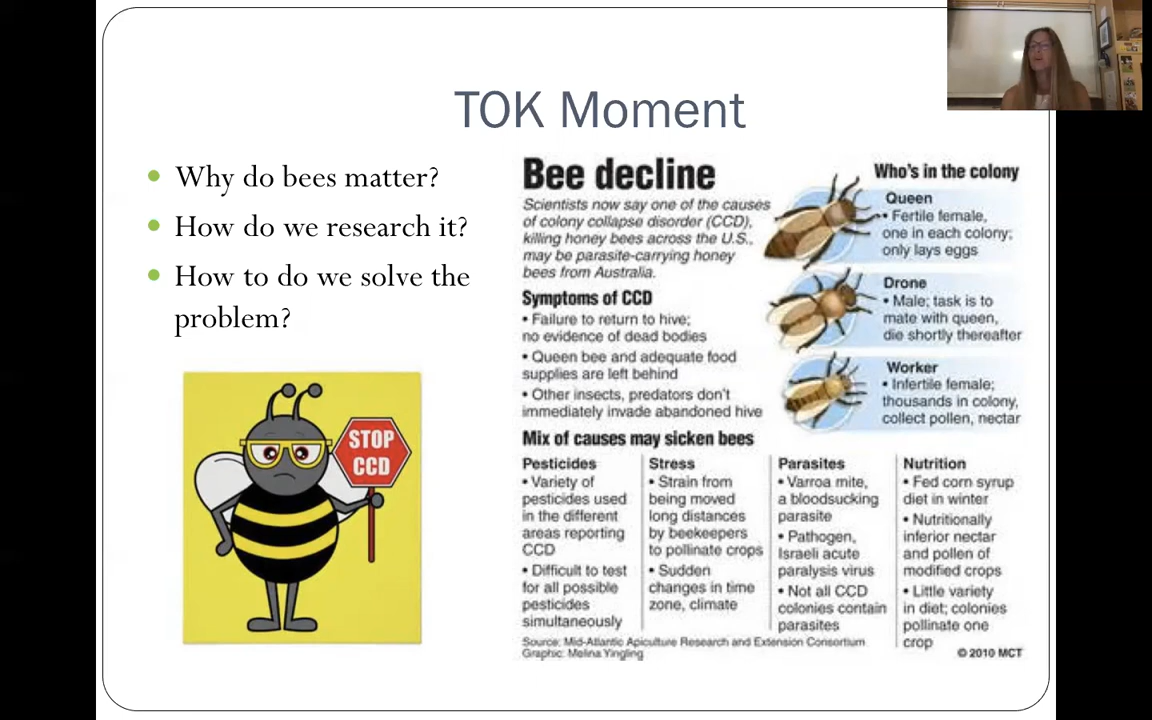 TOK Moment
Why do bees matter?
How do we research it?
How to do we solve the
problem?
STOP
CCD
Bee decline
Scientists now say one of the causes
of colony collapse disorder (CCD),
killing honey bees across the U.S.,
may be parasite-carrying honey
bees from Australia.
Symptoms of CCD
• Failure to return to hive;
no evidence of dead bodies
• Queen bee and adequate food
supplies are left behind
• Other insects, predators don't
immediately invade abandoned hive
Who's in the colony
Queen
• Fertile female,
one in each colony;
only lays eggs
Drone
• Male; task is to
mate with queen,
die shortly thereafter
Worker
• Infertile female;
thousands in colony,
collect pollen, nectar
Mix of causes may sicken bees
Pesticides
• Variety of
pesticides used
in the different
areas reporting
CCD
• Difficult to test
for all possible
pesticides
simultaneously
Stress
• Strain from
being moved
long distances
by beekeepers
to pollinate crops
• Sudden
changes in time
zone, climate
Parasites
• Varroa mite,
a bloodsucking
parasite
• Pathogen,
Israeli acute
paralysis virus
• Not all CCD
colonies contain
parasites
Nutrition
• Fed corn syrup
diet in winter
• Nutritionally
inferior nectar
and pollen of
modified crops
• Little variety
in diet; colonies
pollinate one
crop
Source: Mid-Atlantic Apiculture Research and Extension Consortium
Graphic: Melina Yingling
© 2010 MCT